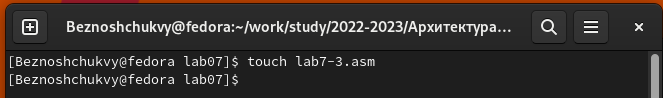 Beznoshchukvy@fedora:~/work/study/2022-2023/Архитектура...
[Beznoshchukvy@fedora lab07]$ touch lab7-3.asm
[Beznoshchukvy@fedora lab07]$